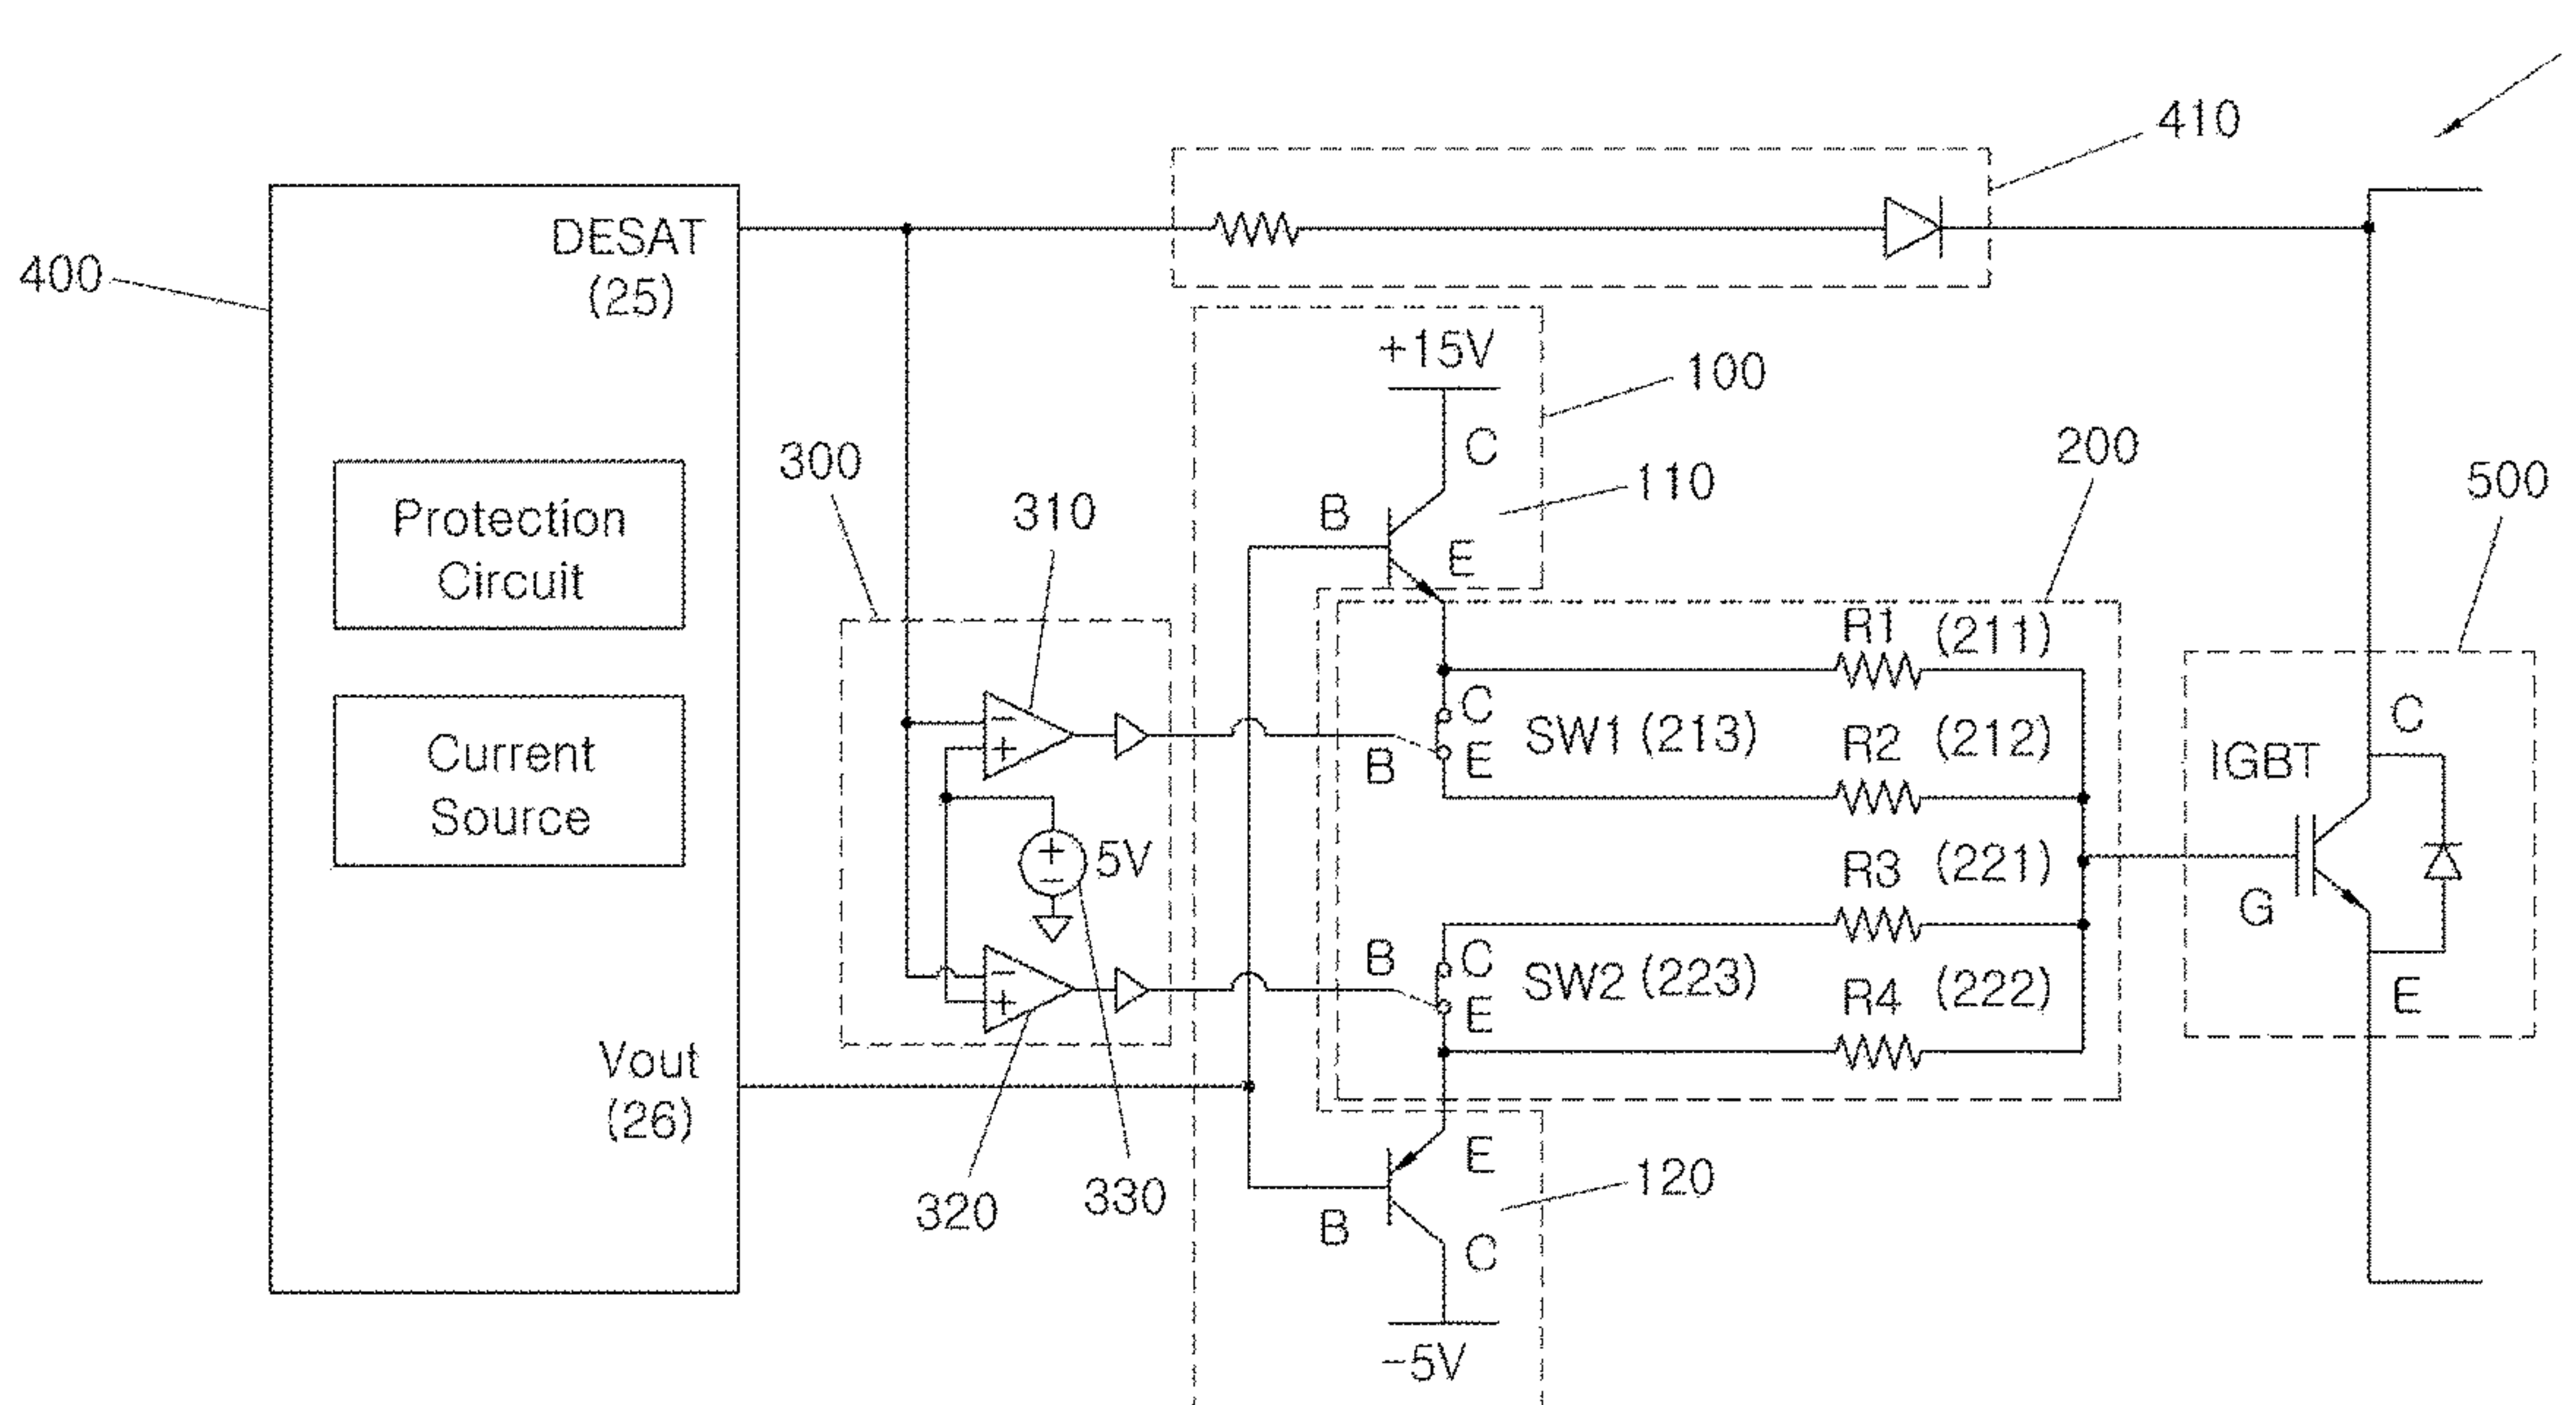 410
DESAT
(25)
400
+15V
100
C
110
B
E
200
500
300
310
Protection
Circuit
R1 (211)
C
SW1 (213)
R2 (212)
B
E
C
IGBT
Current
Source
+
−
5V
R3 (221)
G
B
C
SW2 (223)
E
R4 (222)
E
−
+
−
+
Vout
(26)
320
330
E
120
B
C
−5V